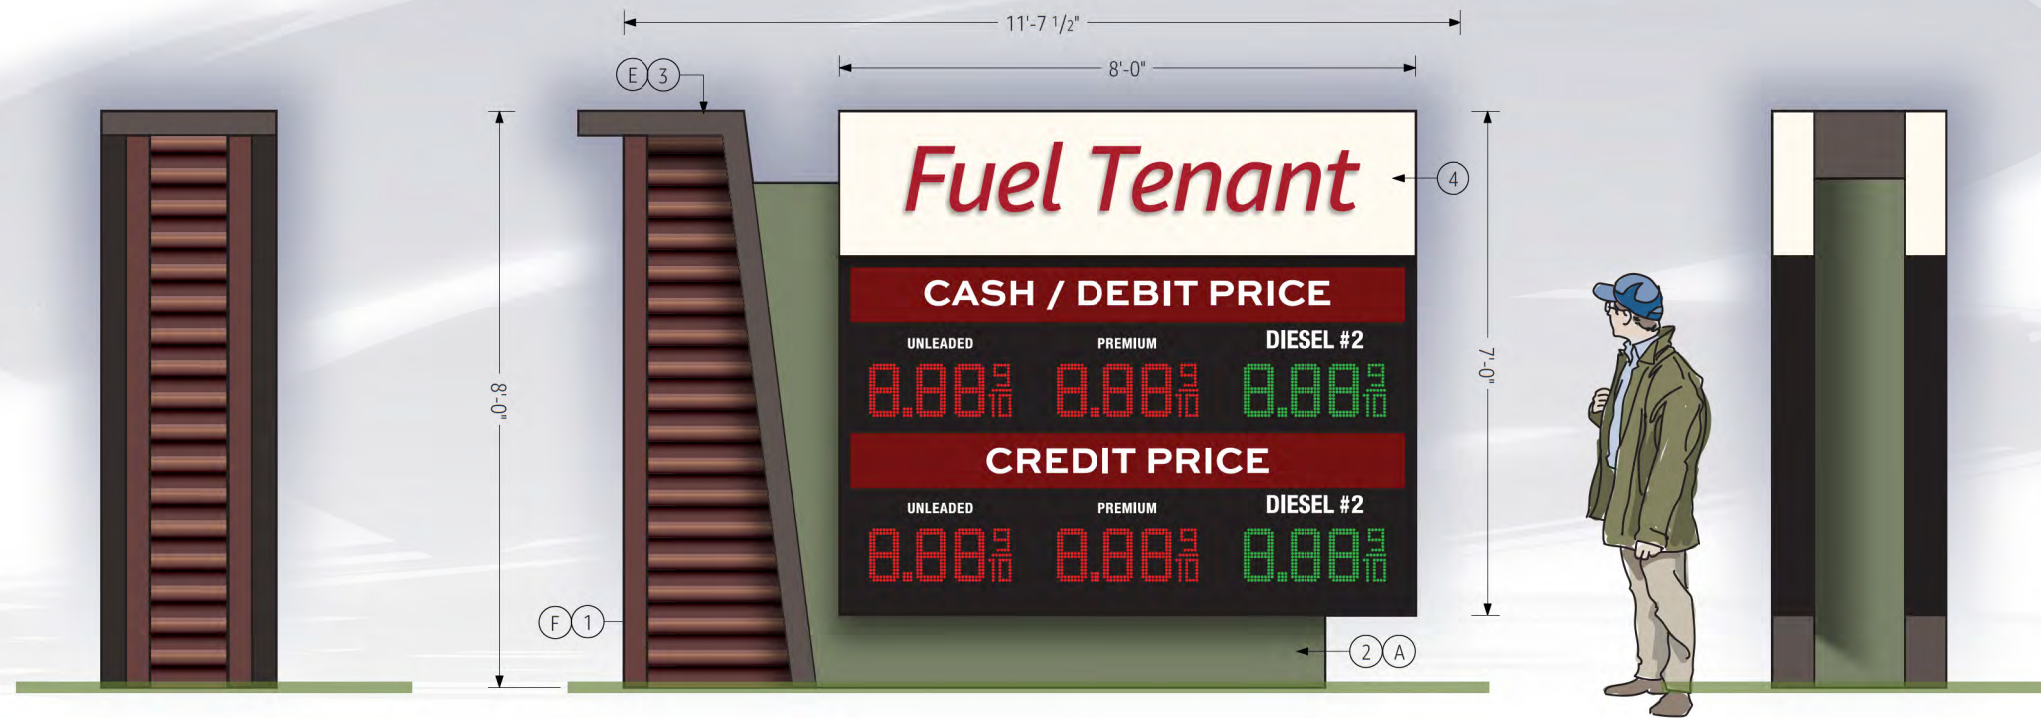 11'-7 1/2"
8'-0"
E 3
Fuel Tenant
4
CASH / DEBIT PRICE
UNLEADED PREMIUM DIESEL #2
8.88 9/10 8.88 9/10 8.88 9/10
8'-0"
7'-0"
CREDIT PRICE
UNLEADED PREMIUM DIESEL #2
8.88 9/10 8.88 9/10 8.88 9/10
F 1
2 A